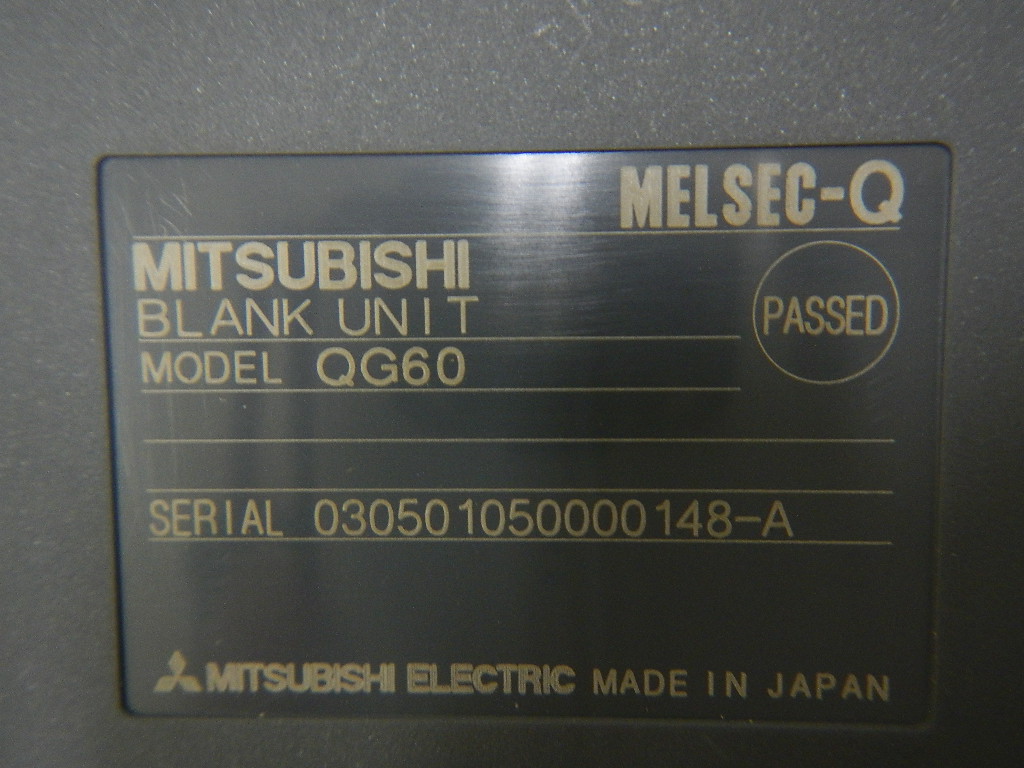 MELSEC-Q
MITSUBISHI
BLANK UNIT
PASSED
MODEL QG60
SERIAL 030501050000148-A
MITSUBISHI ELECTRIC MADE IN JAPAN